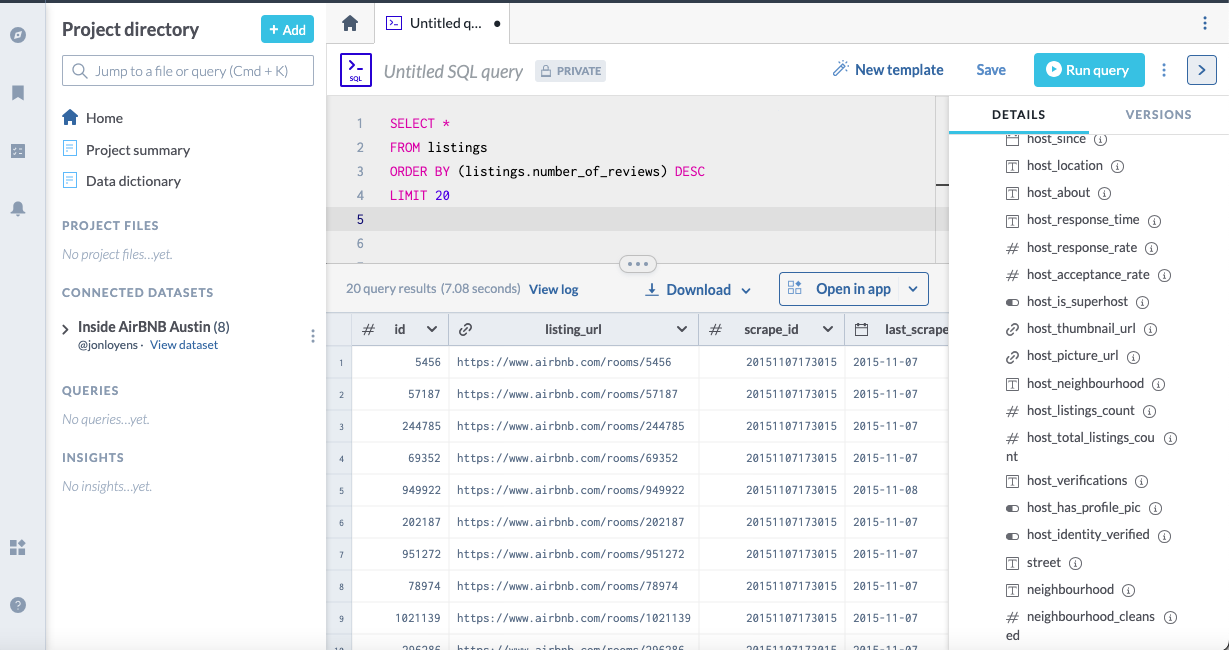 Project directory
+ Add
Jump to a file or query (Cmd + K)
Home
Project summary
Data dictionary
PROJECT FILES
No project files...yet.
CONNECTED DATASETS
Inside AirBNB Austin (8)
@jonloyens · View dataset
QUERIES
No queries...yet.
INSIGHTS
No insights...yet.
Untitled q...
SQL
Untitled SQL query
PRIVATE
New template
Save
Run query
1 SELECT *
2 FROM listings
3 ORDER BY (listings.number_of_reviews) DESC
4 LIMIT 20
5
6
20 query results (7.08 seconds) View log
Download
Open in app
# id listing_url # scrape_id last_scrape
1 5456 https://www.airbnb.com/rooms/5456 20151107173015 2015-11-07
2 57187 https://www.airbnb.com/rooms/57187 20151107173015 2015-11-07
3 244785 https://www.airbnb.com/rooms/244785 20151107173015 2015-11-07
4 69352 https://www.airbnb.com/rooms/69352 20151107173015 2015-11-07
5 949922 https://www.airbnb.com/rooms/949922 20151107173015 2015-11-08
6 202187 https://www.airbnb.com/rooms/202187 20151107173015 2015-11-07
7 951272 https://www.airbnb.com/rooms/951272 20151107173015 2015-11-07
8 78974 https://www.airbnb.com/rooms/78974 20151107173015 2015-11-07
9 1021139 https://www.airbnb.com/rooms/1021139 20151107173015 2015-11-07
DETAILS
VERSIONS
host_since
T host_location
T host_about
T host_response_time
# host_response_rate
# host_acceptance_rate
host_is_superhost
host_thumbnail_url
host_picture_url
T host_neighbourhood
# host_listings_count
# host_total_listings_cou
nt
T host_verifications
host_has_profile_pic
host_identity_verified
T street
T neighbourhood
# neighbourhood_cleans
ed